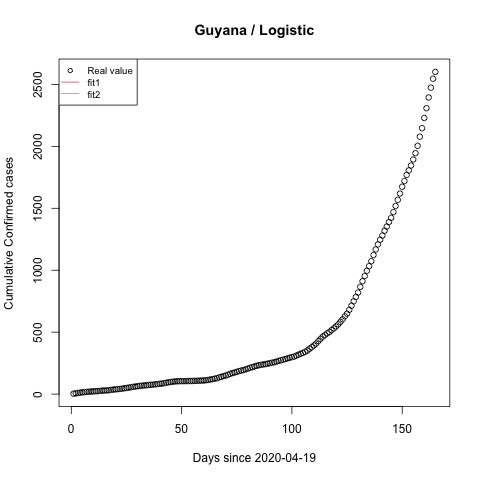 Guyana / Logistic
Real value
fit1
fit2
Cumulative Confirmed cases
0
500
1000
1500
2000
2500
0 50 100 150
Days since 2020-04-19